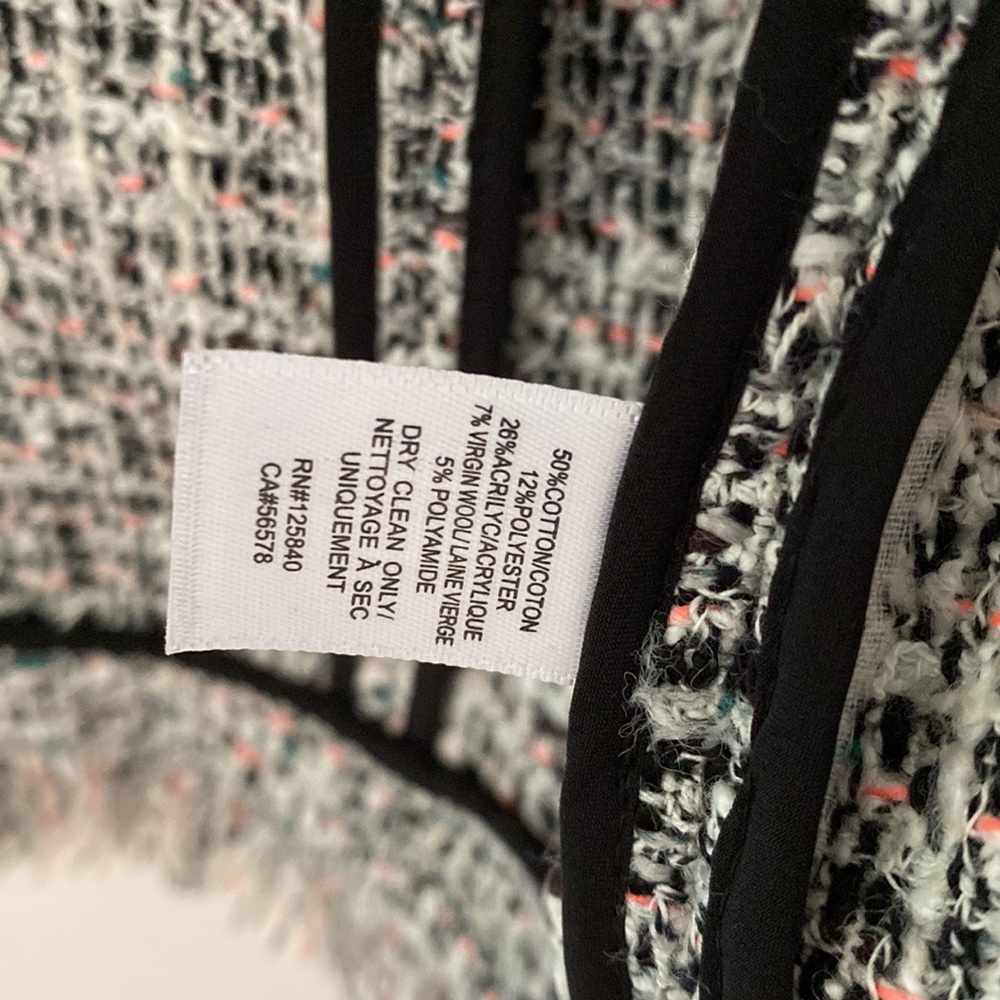 50%COTTON/COTON
12%POLYESTER
26%ACRILYC/ACRYLIQUE
7% VIRGIN WOOL/ LAINE VIERGE
5% POLYAMIDE
DRY CLEAN ONLY/
NETTOYAGE À SEC
UNIQUEMENT
RN#125840
CA#56578